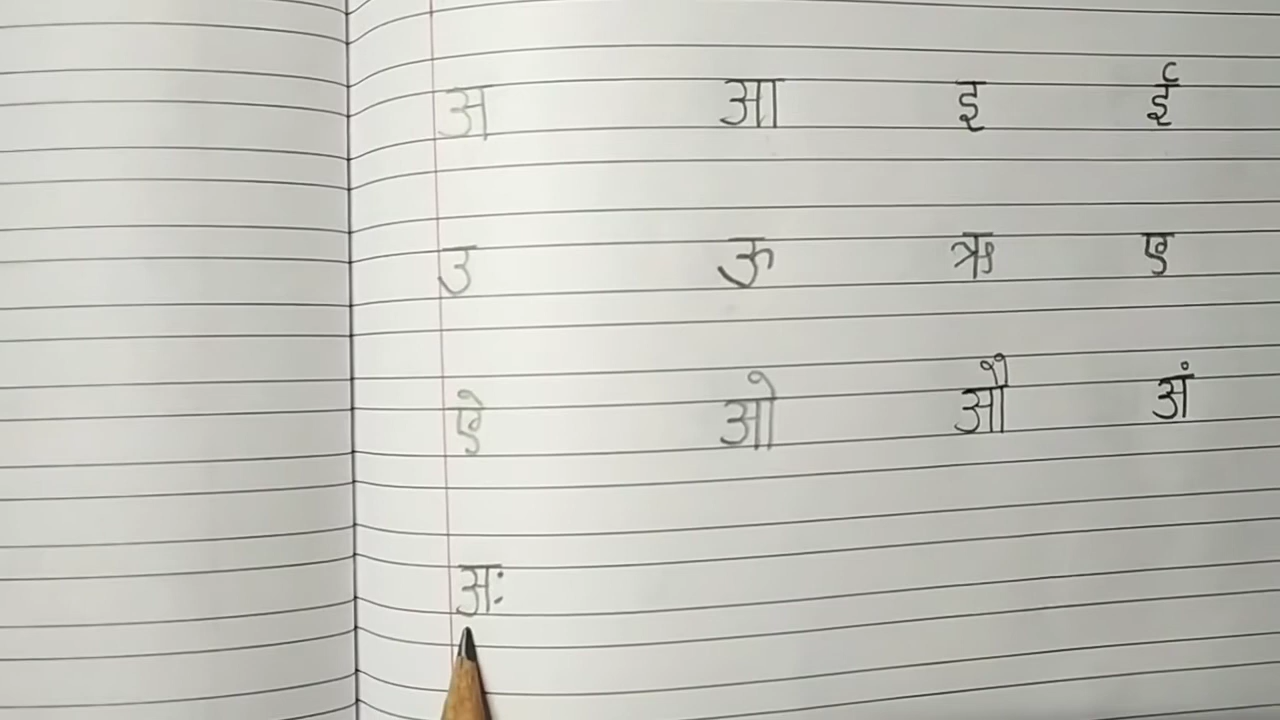 अ आ इ ई
उ ऊ ऋ ए
ऐ ओ औ अं
अः